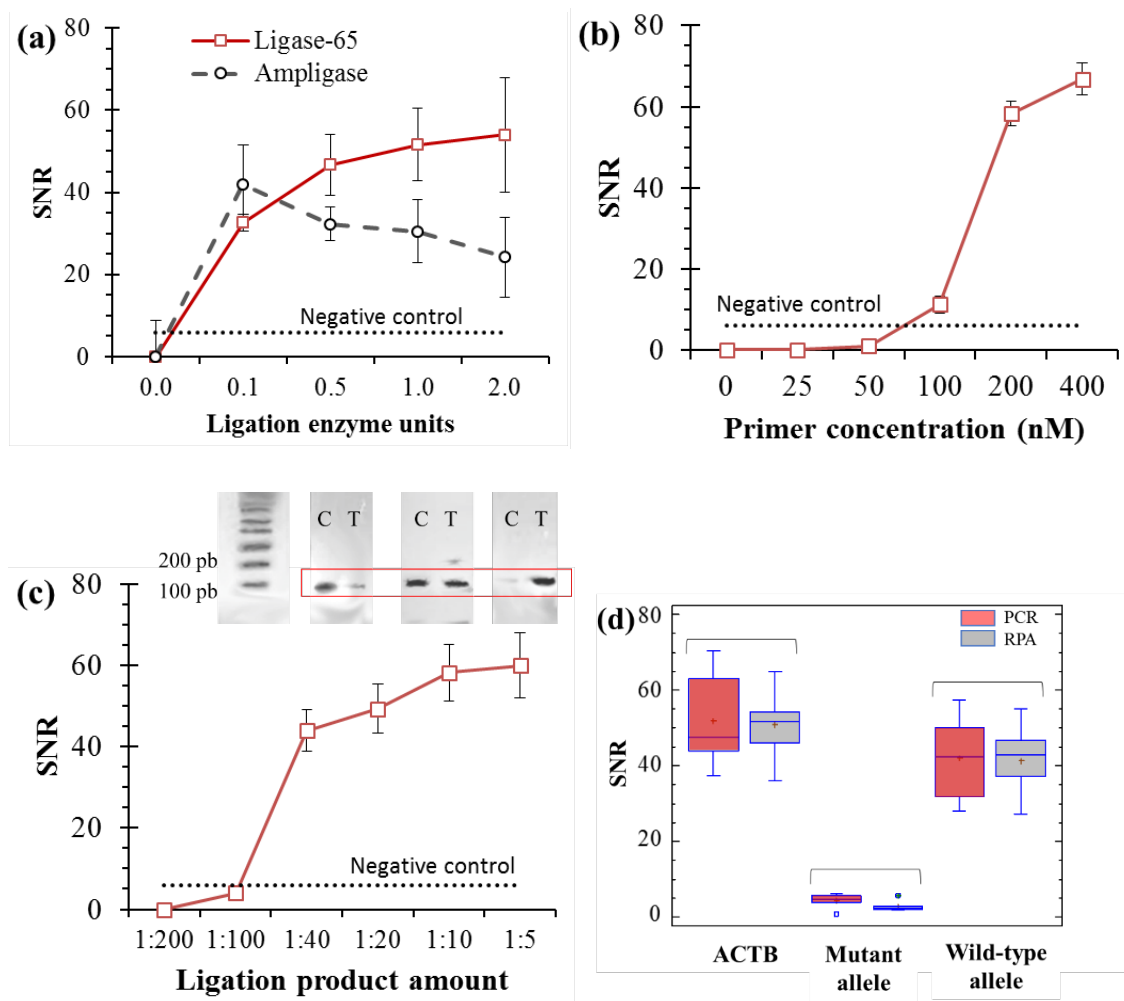 (a)
80
60
40
20
0
SNR
Ligase-65
Ampligase
Negative control
0.0 0.1 0.5 1.0 2.0
Ligation enzyme units
(b)
80
60
40
20
0
SNR
Negative control
0 25 50 100 200 400
Primer concentration (nM)
(c)
C T C T C T
200 pb
100 pb
80
60
40
20
0
SNR
Negative control
1:200 1:100 1:40 1:20 1:10 1:5
Ligation product amount
(d)
80
60
40
20
0
SNR
PCR
RPA
ACTB
Mutant
allele
Wild-type
allele